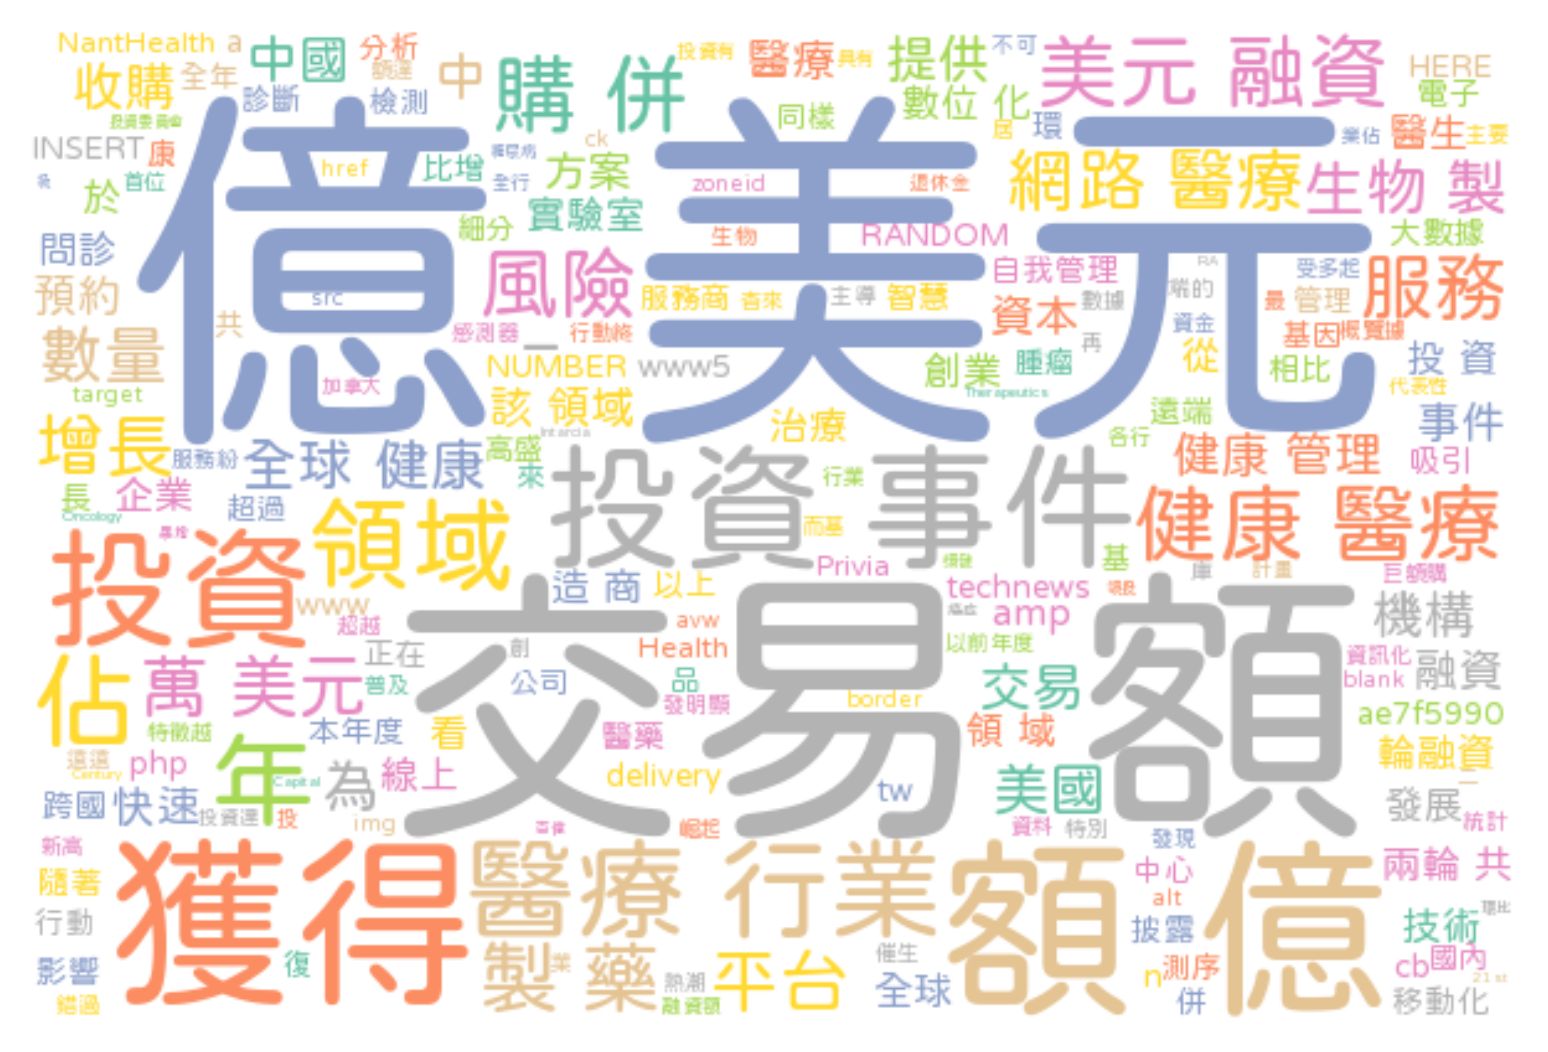 NantHealth a 中國 分析 購 併 投資有 醫療 具有 提供 不可 美元 融資 HERE
收購 全年 診斷 檢測 中 同樣 數位 化 電子
INSERT 康 億 美元 href 比增 ck 方案 居 環 業佔 醫生 主要
於 首位 全行 zoneid 退休金 網路 醫療 生物 製
細分 實驗室
問診 風險 生物 RANDOM 大數據
預約 src 服務商 主導 智慧 自我管理 RA 受多起 服務
共 感測器 行動終 資本 數據 端的 最 管理
數量 加拿大 _ NUMBER www5 創業 腫瘤 再 資金 基因 從 相比 投 資
target 該 領域 Therapeutics 代表性
增長 Intarcia 治療 遠端 事件
服務紛 全球 健康 高盛 各行 健康 管理 吸引
長 企業 來 投資 事件 行業
Oncology 超過 領域 而基 健康 醫療
投資 Privia 基
www 造 商 以上 technews 庫 計畫 巨額購
超越 交易額 avw amp 機構
佔 萬 美元 正在 創 Health 以前年度 資訊化
普及 公司 品 交易 blank 融資
特徵越 本年度 看 發明顯 border 領 域 ae7f5990
年 醫藥 輪融資
Century php Capital 為 線上 delivery 美國
跨國 快速 投資達 投 tw 發展
img 崛起 資料 特別 統計
新高 獲得 醫療 行業 額 億 發現
隨著 中心 兩輪 共
行動 alt
披露 技術
影響 復 製 藥 業 催生 測序 cb 國內
熱潮 平台 全球 n 21st
錯過 融資額 併 移動化